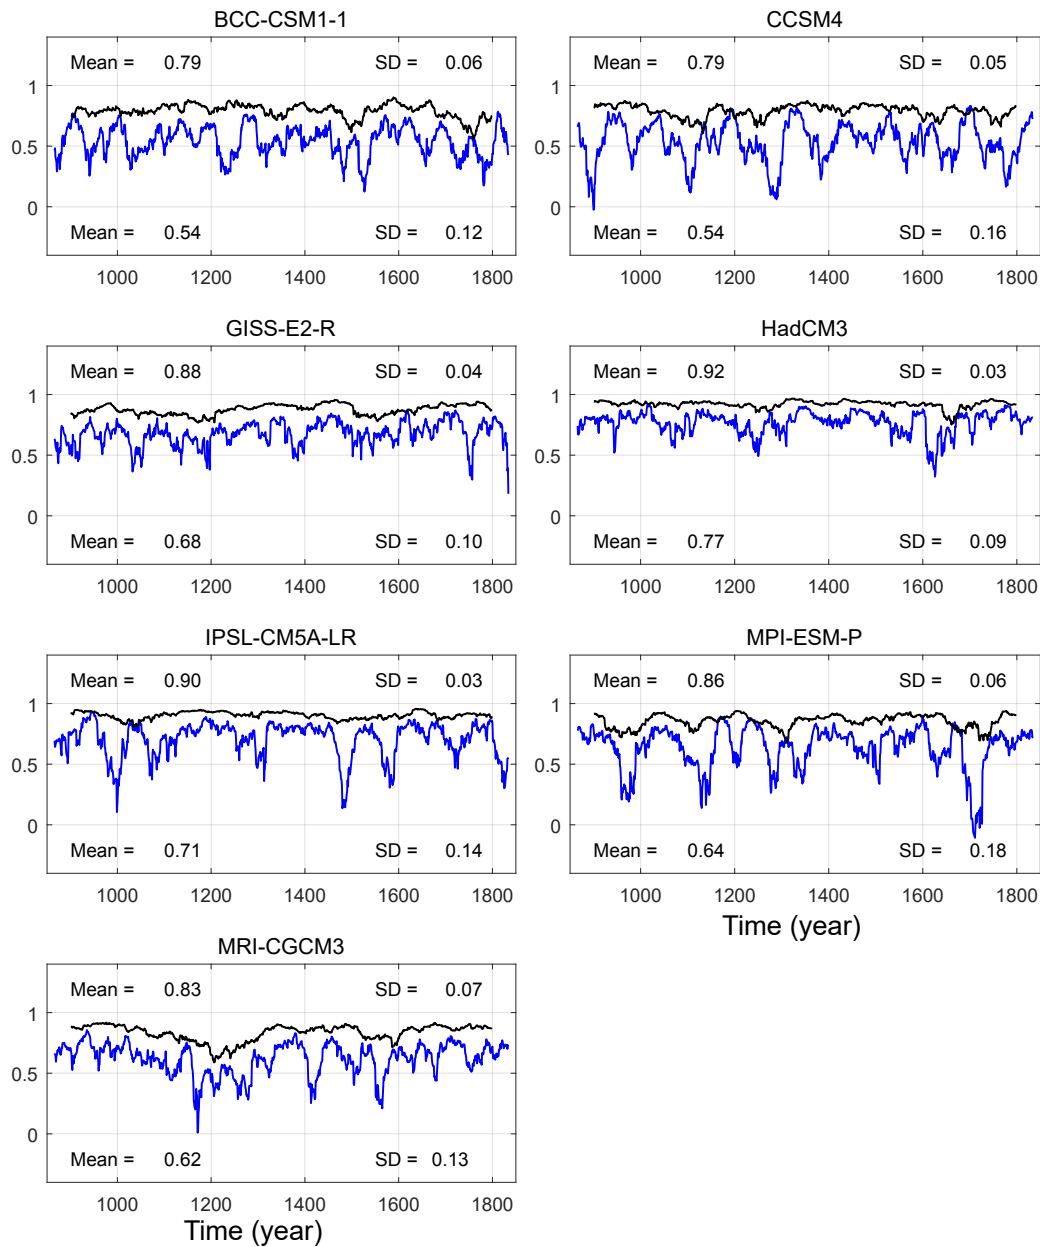 BCC-CSM1-1
Mean = 0.79 SD = 0.06
1
0.5
0
Mean = 0.54 SD = 0.12
1000 1200 1400 1600 1800
CCSM4
Mean = 0.79 SD = 0.05
1
0.5
0
Mean = 0.54 SD = 0.16
1000 1200 1400 1600 1800
GISS-E2-R
Mean = 0.88 SD = 0.04
1
0.5
0
Mean = 0.68 SD = 0.10
1000 1200 1400 1600 1800
HadCM3
Mean = 0.92 SD = 0.03
1
0.5
0
Mean = 0.77 SD = 0.09
1000 1200 1400 1600 1800
IPSL-CM5A-LR
Mean = 0.90 SD = 0.03
1
0.5
0
Mean = 0.71 SD = 0.14
1000 1200 1400 1600 1800
MPI-ESM-P
Mean = 0.86 SD = 0.06
1
0.5
0
Mean = 0.64 SD = 0.18
1000 1200 1400 1600 1800
Time (year)
MRI-CGCM3
Mean = 0.83 SD = 0.07
1
0.5
0
Mean = 0.62 SD = 0.13
1000 1200 1400 1600 1800
Time (year)